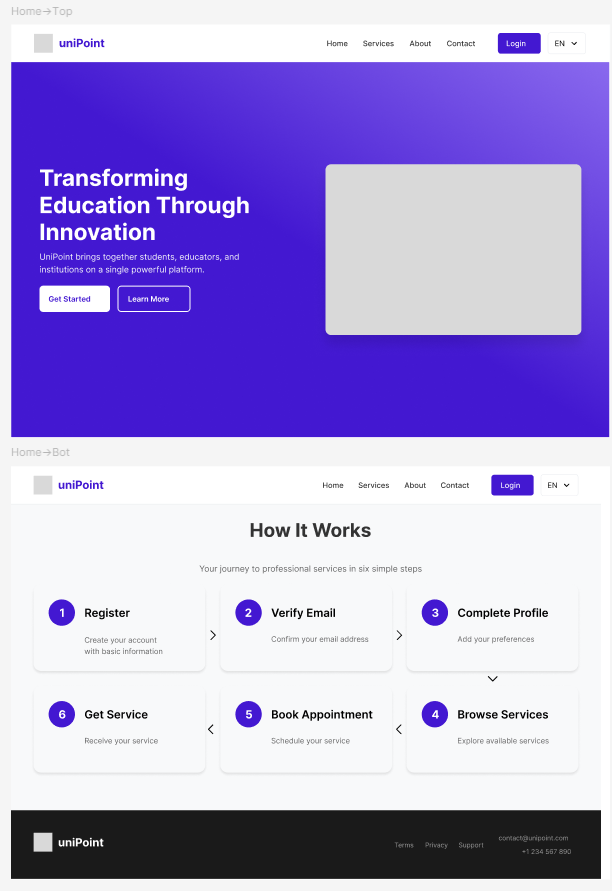 Home→Top
uniPoint
Home Services About Contact Login EN
Transforming
Education Through
Innovation
UniPoint brings together students, educators, and
institutions on a single powerful platform.
Get Started Learn More
Home→Bot
uniPoint
Home Services About Contact Login EN
How It Works
Your journey to professional services in six simple steps
1 Register
Create your account
with basic information
2 Verify Email
Confirm your email address
3 Complete Profile
Add your preferences
6 Get Service
Receive your service
5 Book Appointment
Schedule your service
4 Browse Services
Explore available services
uniPoint
Terms Privacy Support
contact@unipoint.com
+1 234 567 890